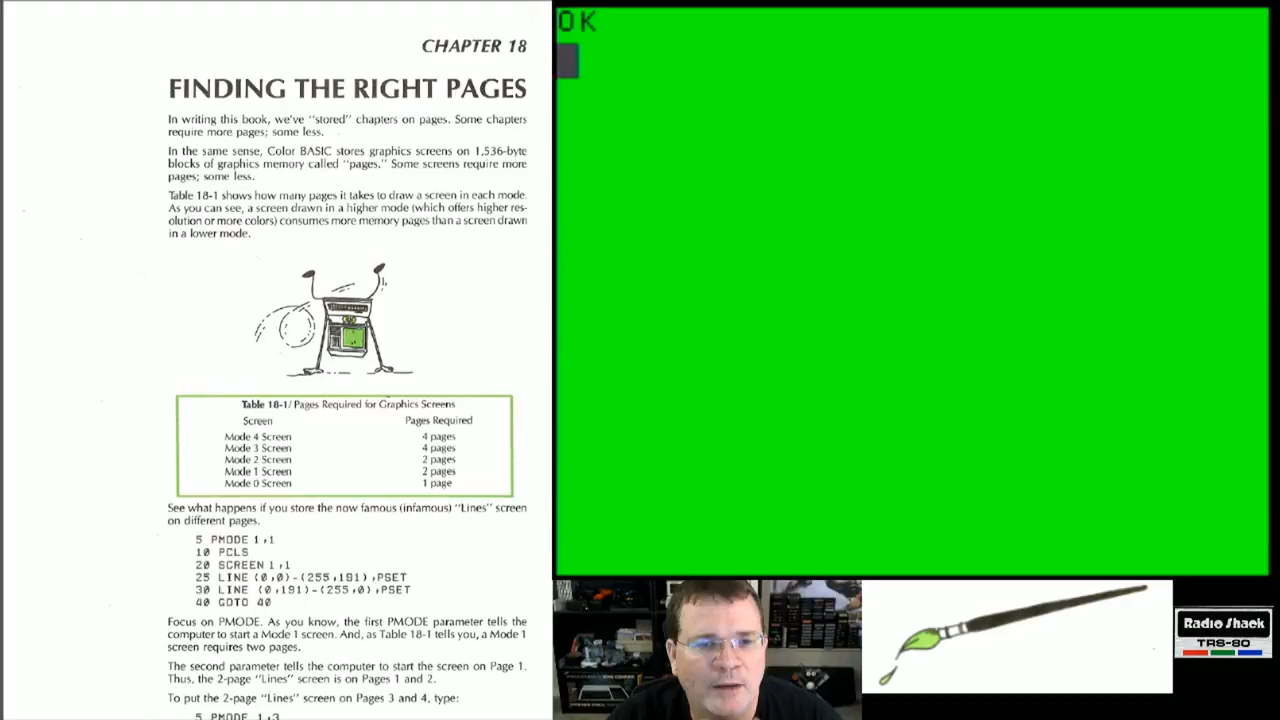 CHAPTER 18
FINDING THE RIGHT PAGES
In writing this book, we've "stored" chapters on pages. Some chapters
require more pages; some less.
In the same sense, Color BASIC stores graphics screens on 1,536-byte
blocks of graphics memory called "pages." Some screens require more
pages; some less.
Table 18-1 shows how many pages it takes to draw a screen in each mode.
As you can see, a screen drawn in a higher mode (which offers higher res-
olution or more colors) consumes more memory pages than a screen drawn
in a lower mode.
Table 18-1/ Pages Required for Graphics Screens
Screen Pages Required
Mode 4 Screen 4 pages
Mode 3 Screen 4 pages
Mode 2 Screen 2 pages
Mode 1 Screen 2 pages
Mode 0 Screen 1 page
See what happens if you store the now famous (infamous) "Lines" screen
on different pages.
5 PMODE 1,1
10 PCLS
20 SCREEN 1,1
25 LINE (0,0)-(255,191),PSET
30 LINE (0,191)-(255,0),PSET
40 GOTO 40
Focus on PMODE. As you know, the first PMODE parameter tells the
computer to start a Mode 1 screen. And, as Table 18-1 tells you, a Mode 1
screen requires two pages.
The second parameter tells the computer to start the screen on Page 1.
Thus, the 2-page "Lines" screen is on Pages 1 and 2.
To put the 2-page "Lines" screen on Pages 3 and 4, type:
5 PMODE 1,3
OK
Radio Shack
TRS-80